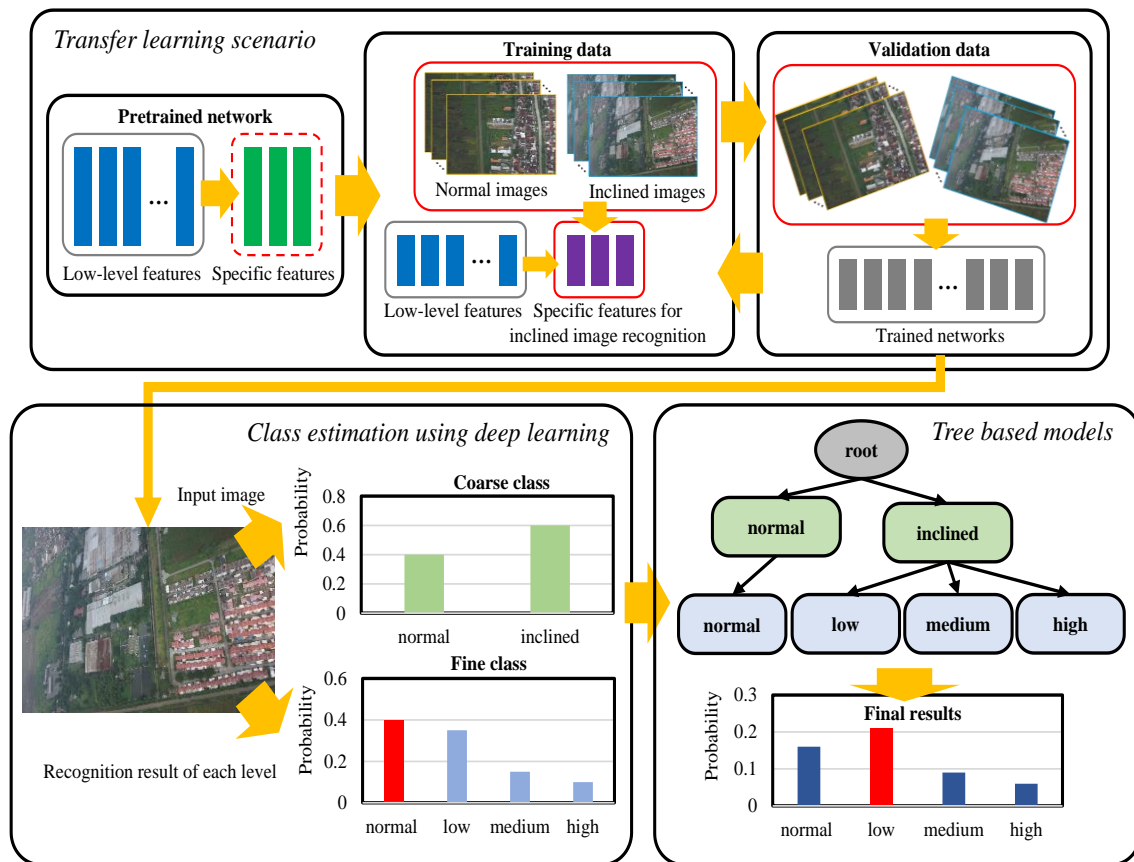 Transfer learning scenario
Pretrained network
...
Low-level features
Specific features
Training data
Normal images
Inclined images
...
Low-level features
Specific features for
inclined image recognition
Validation data
...
Trained networks
Class estimation using deep learning
Input image
Recognition result of each level
Coarse class
Probability
0.8
0.6
0.4
0.2
0
normal inclined
Fine class
Probability
0.6
0.4
0.2
0
normal low medium high
Tree based models
root
normal inclined
normal low medium high
Final results
Probability
0.3
0.2
0.1
0
normal low medium high